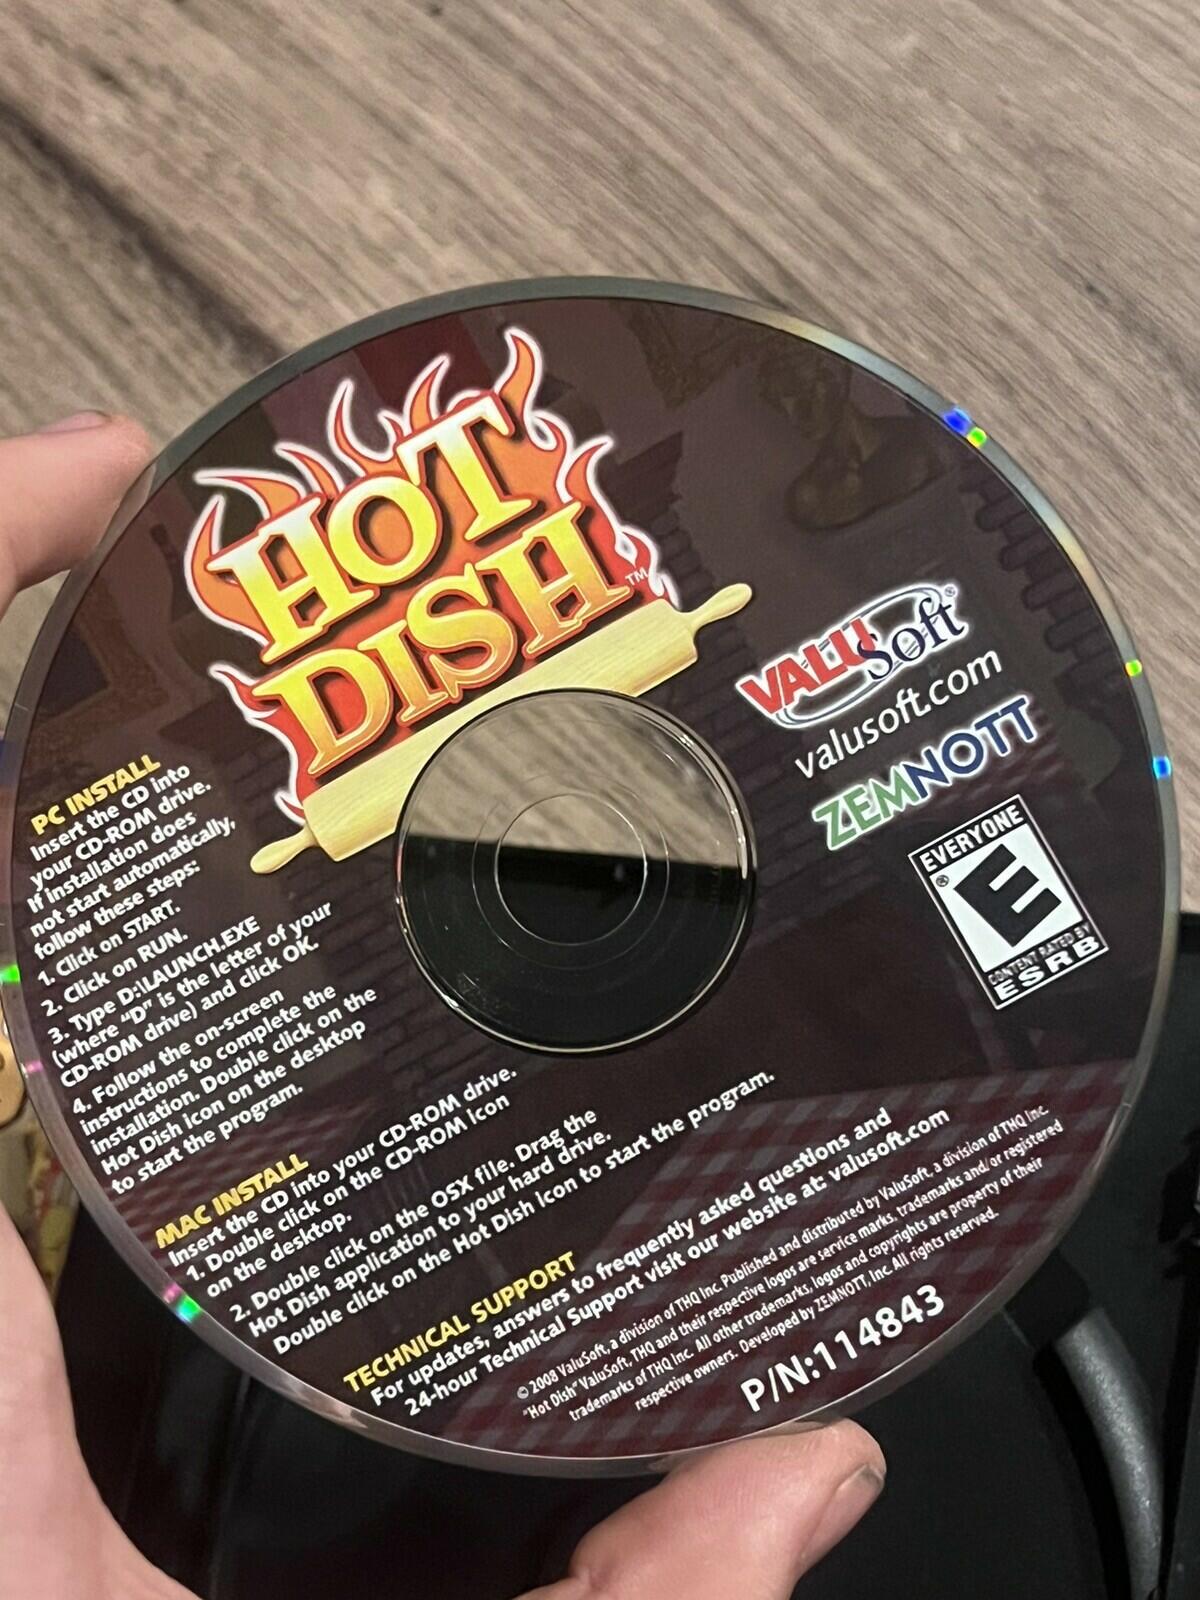 HOT
DISH™
VALUSoft®
valusoft.com
ZEMNOTT
EVERYONE
E®
CONTENT RATED BY
ESRB
PC INSTALL
Insert the CD into
your CD-ROM drive.
If installation does
not start automatically,
follow these steps:
1. Click on START.
2. Click on RUN.
3. Type D:\LAUNCH.EXE
(where "D" is the letter of your
CD-ROM drive) and click OK.
4. Follow the on-screen
instructions to complete the
installation. Double click on the
Hot Dish icon on the desktop
to start the program.
MAC INSTALL
Insert the CD into your CD-ROM drive.
1. Double click on the CD-ROM icon
on the desktop.
2. Double click on the OSX file. Drag the
Hot Dish application to your hard drive.
Double click on the Hot Dish icon to start the program.
TECHNICAL SUPPORT
For updates, answers to frequently asked questions and
24-hour Technical Support visit our website at: valusoft.com
© 2008 ValuSoft, a division of THQ Inc. Published and distributed by ValuSoft, a division of THQ Inc.
"Hot Dish" ValuSoft, THQ and their respective logos are service marks, trademarks and/or registered
trademarks of THQ Inc. All other trademarks, logos and copyrights are property of their
respective owners. Developed by ZEMNOTT, Inc. All rights reserved.
P/N:114843